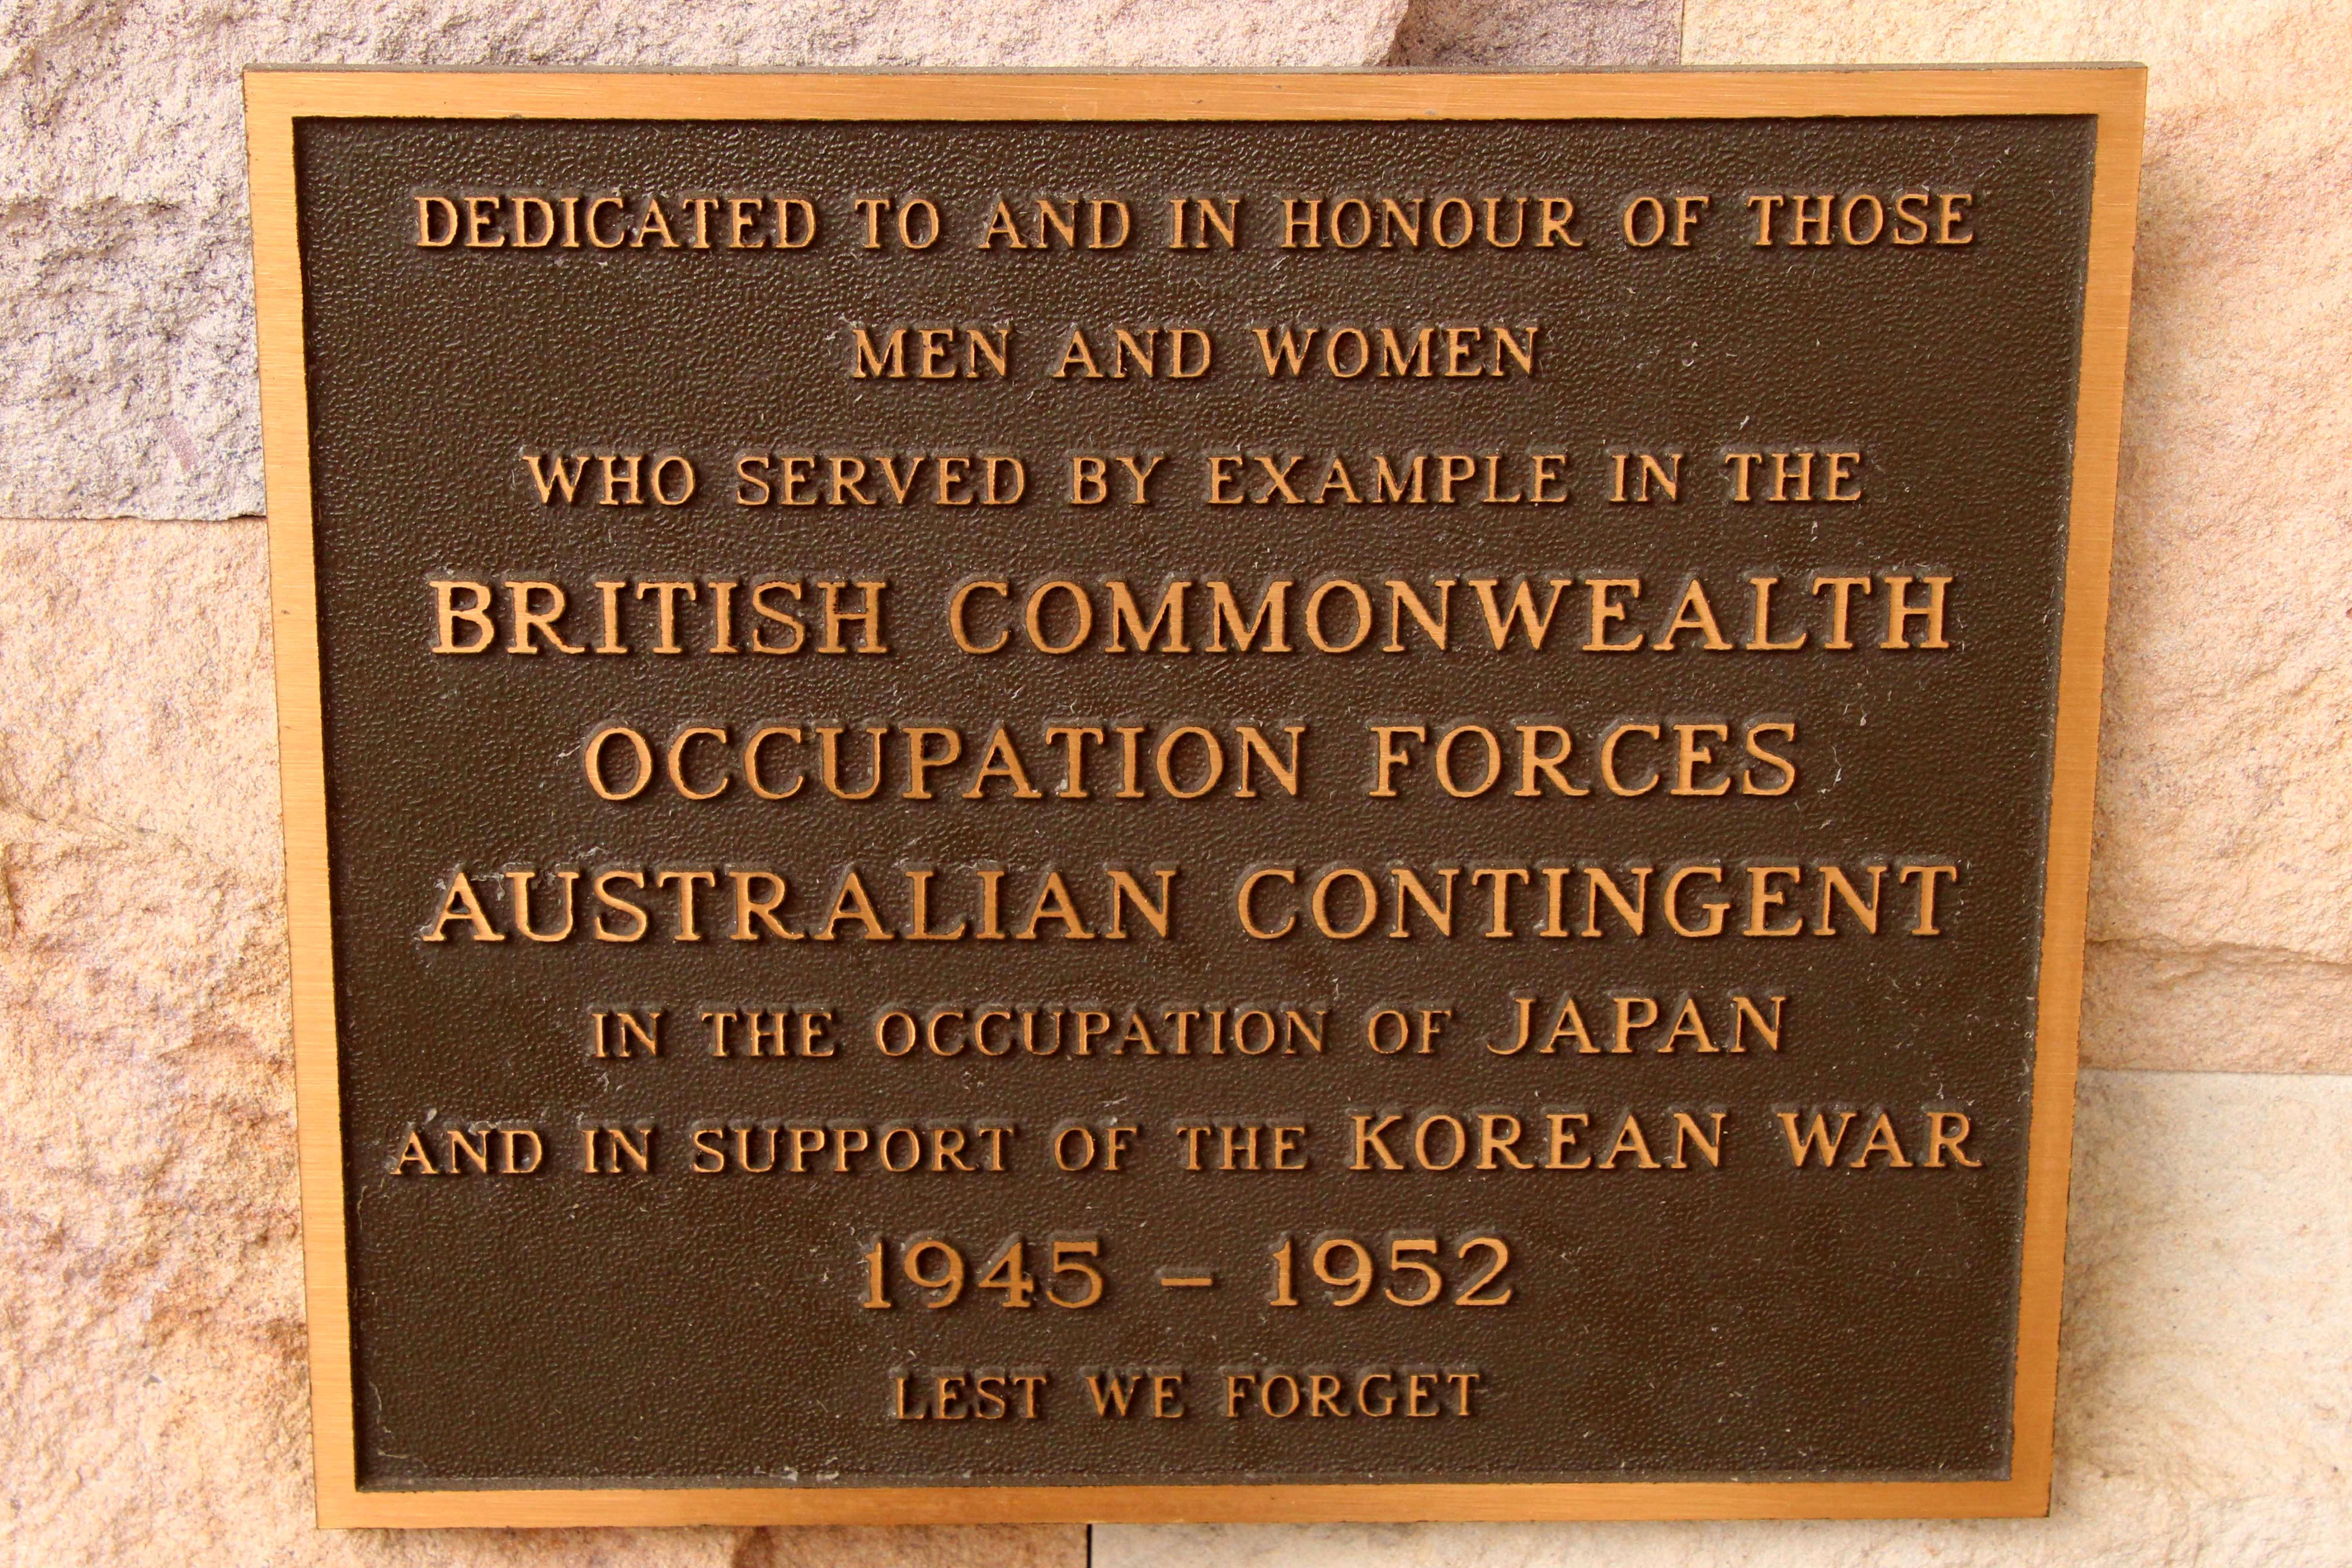 DEDICATED TO AND IN HONOUR OF THOSE
MEN AND WOMEN
WHO SERVED BY EXAMPLE IN THE
BRITISH COMMONWEALTH
OCCUPATION FORCES
AUSTRALIAN CONTINGENT
IN THE OCCUPATION OF JAPAN
AND IN SUPPORT OF THE KOREAN WAR
1945 – 1952
LEST WE FORGET